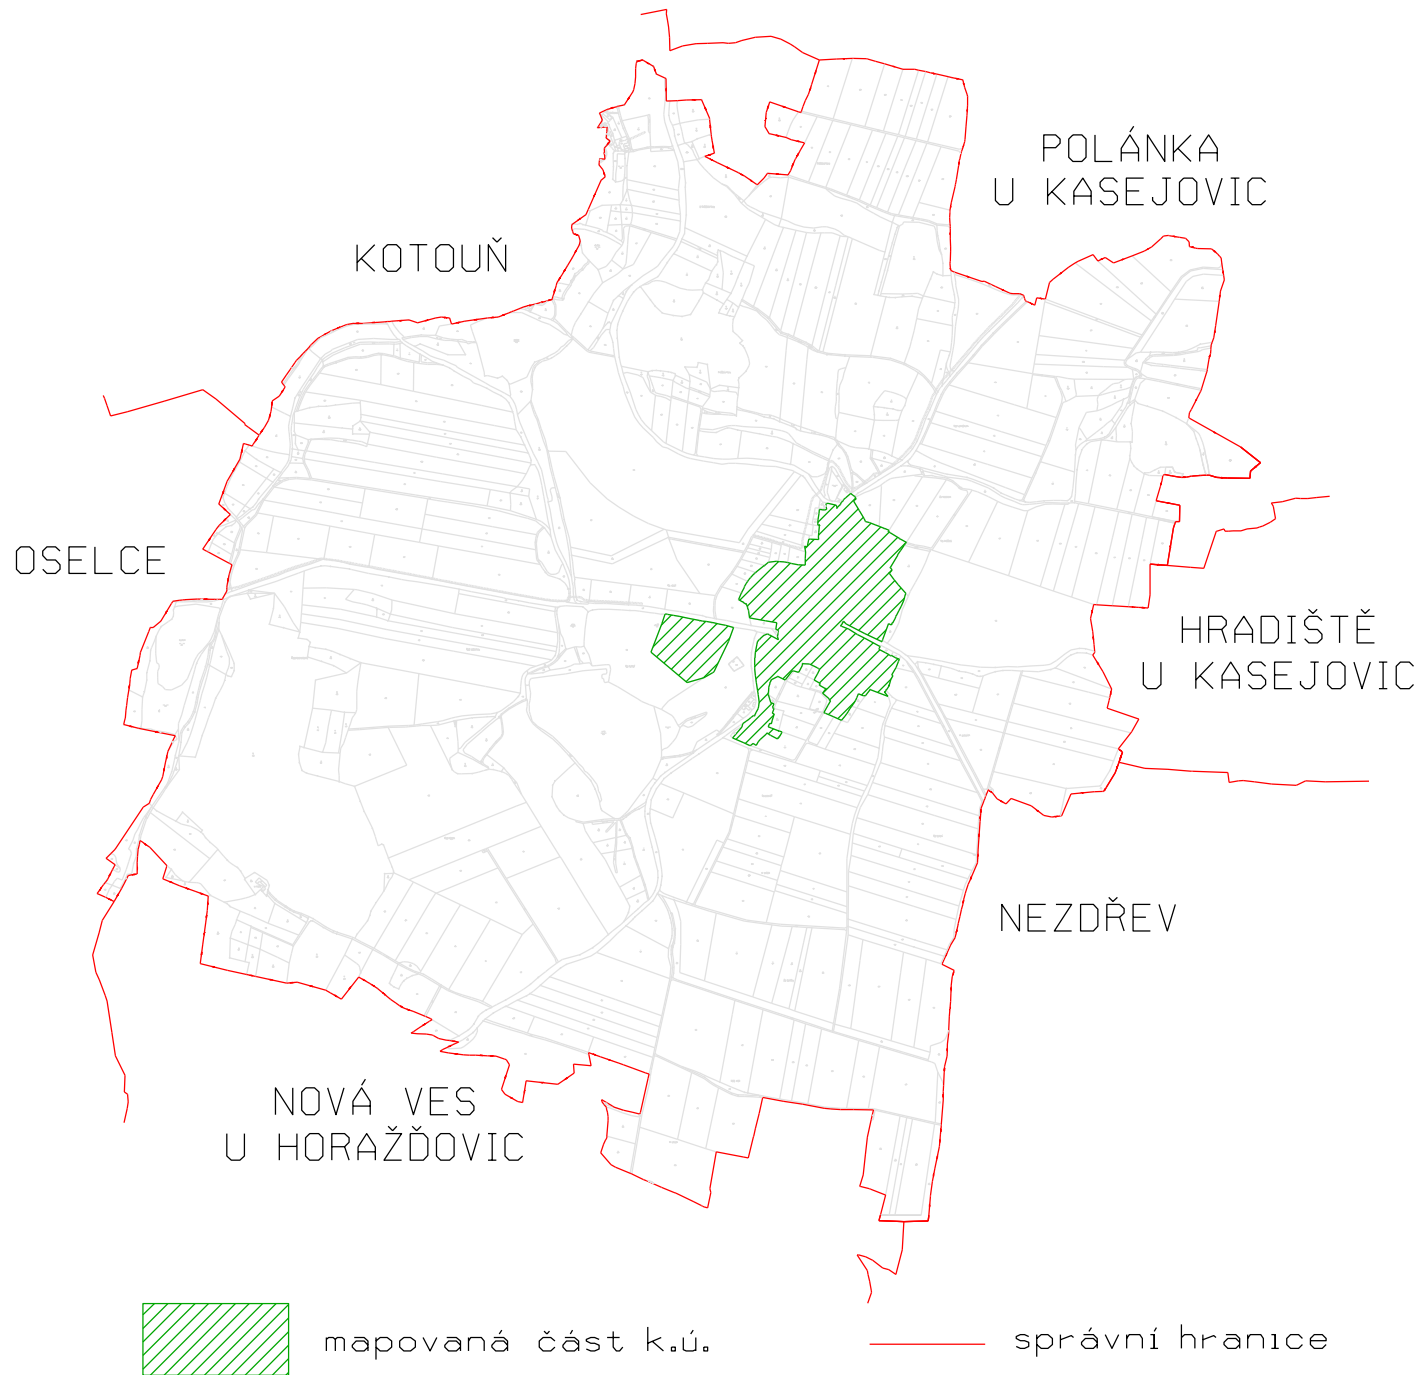 POLÁNKA
U KASEJOVIC
KOTOUŇ
OSELCE
HRADIŠTĚ
U KASEJOVIC
NEZDŘEV
NOVÁ VES
U HORAŽĎOVIC
mapovaná část k.ú.
správní hranice